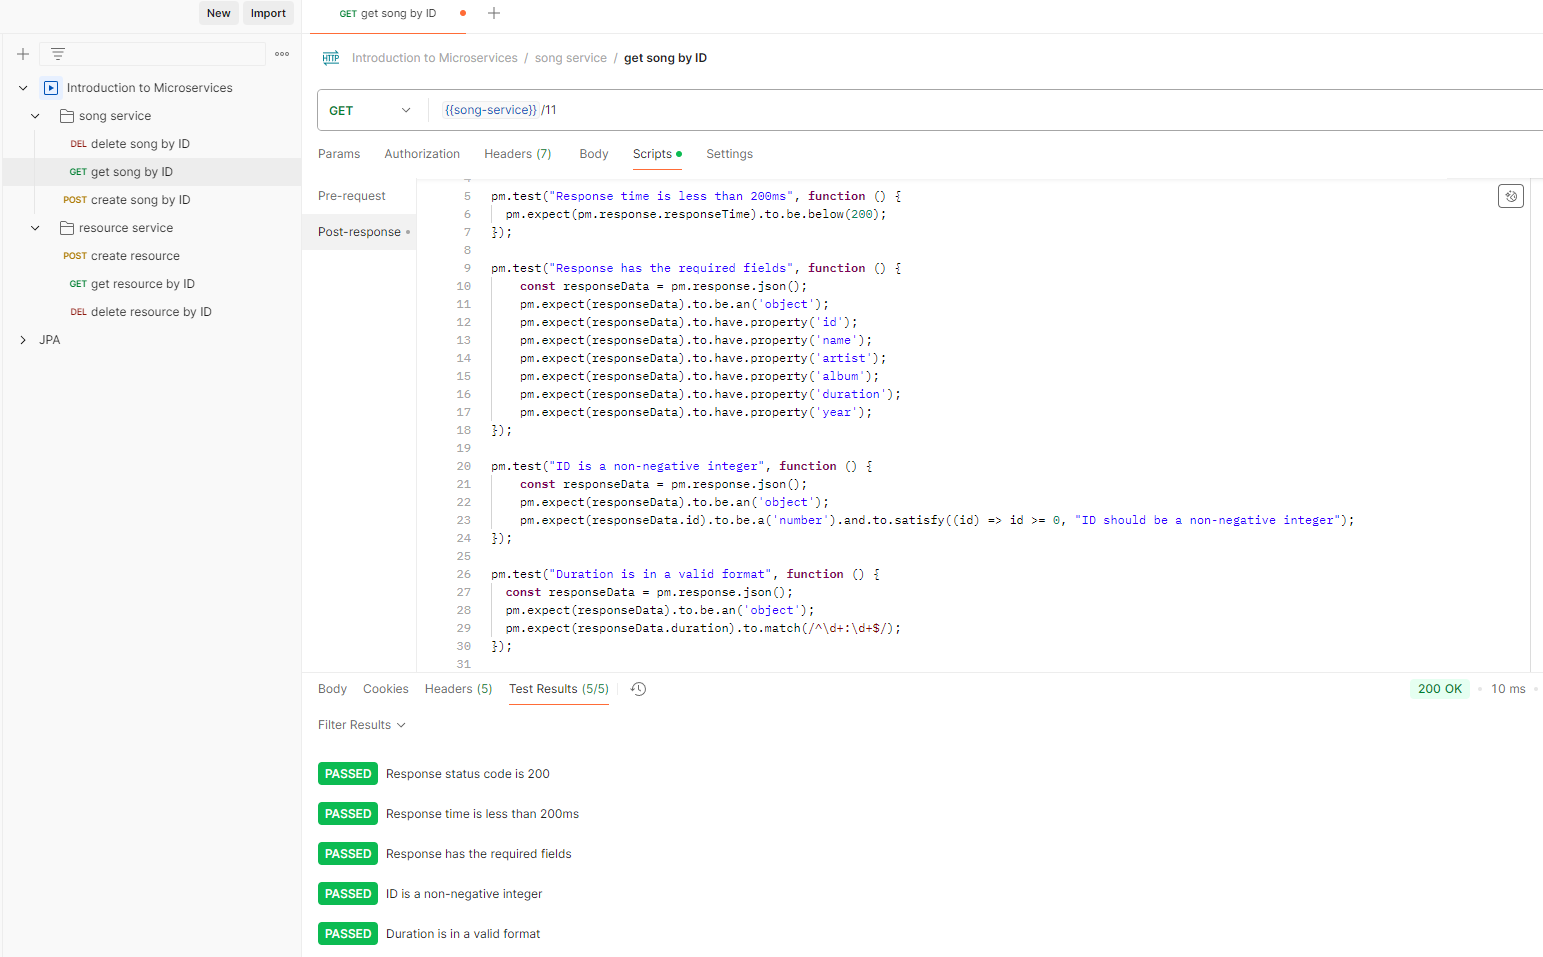 New Import
GET get song by ID
Introduction to Microservices / song service / get song by ID
Introduction to Microservices
song service
DEL delete song by ID
GET get song by ID
POST create song by ID
resource service
POST create resource
GET get resource by ID
DEL delete resource by ID
JPA
GET {{song-service}} /11
Params Authorization Headers (7) Body Scripts Settings
Pre-request
Post-response
5 pm.test("Response time is less than 200ms", function () {
6 pm.expect(pm.response.responseTime).to.be.below(200);
7 });
8
9 pm.test("Response has the required fields", function () {
10 const responseData = pm.response.json();
11 pm.expect(responseData).to.be.an('object');
12 pm.expect(responseData).to.have.property('id');
13 pm.expect(responseData).to.have.property('name');
14 pm.expect(responseData).to.have.property('artist');
15 pm.expect(responseData).to.have.property('album');
16 pm.expect(responseData).to.have.property('duration');
17 pm.expect(responseData).to.have.property('year');
18 });
19
20 pm.test("ID is a non-negative integer", function () {
21 const responseData = pm.response.json();
22 pm.expect(responseData).to.be.an('object');
23 pm.expect(responseData.id).to.be.a('number').and.to.satisfy((id) => id >= 0, "ID should be a non-negative integer");
24 });
25
26 pm.test("Duration is in a valid format", function () {
27 const responseData = pm.response.json();
28 pm.expect(responseData).to.be.an('object');
29 pm.expect(responseData.duration).to.match(/^\d+:\d+$/);
30 });
31
Body Cookies Headers (5) Test Results (5/5) 200 OK 10 ms
Filter Results
PASSED Response status code is 200
PASSED Response time is less than 200ms
PASSED Response has the required fields
PASSED ID is a non-negative integer
PASSED Duration is in a valid format